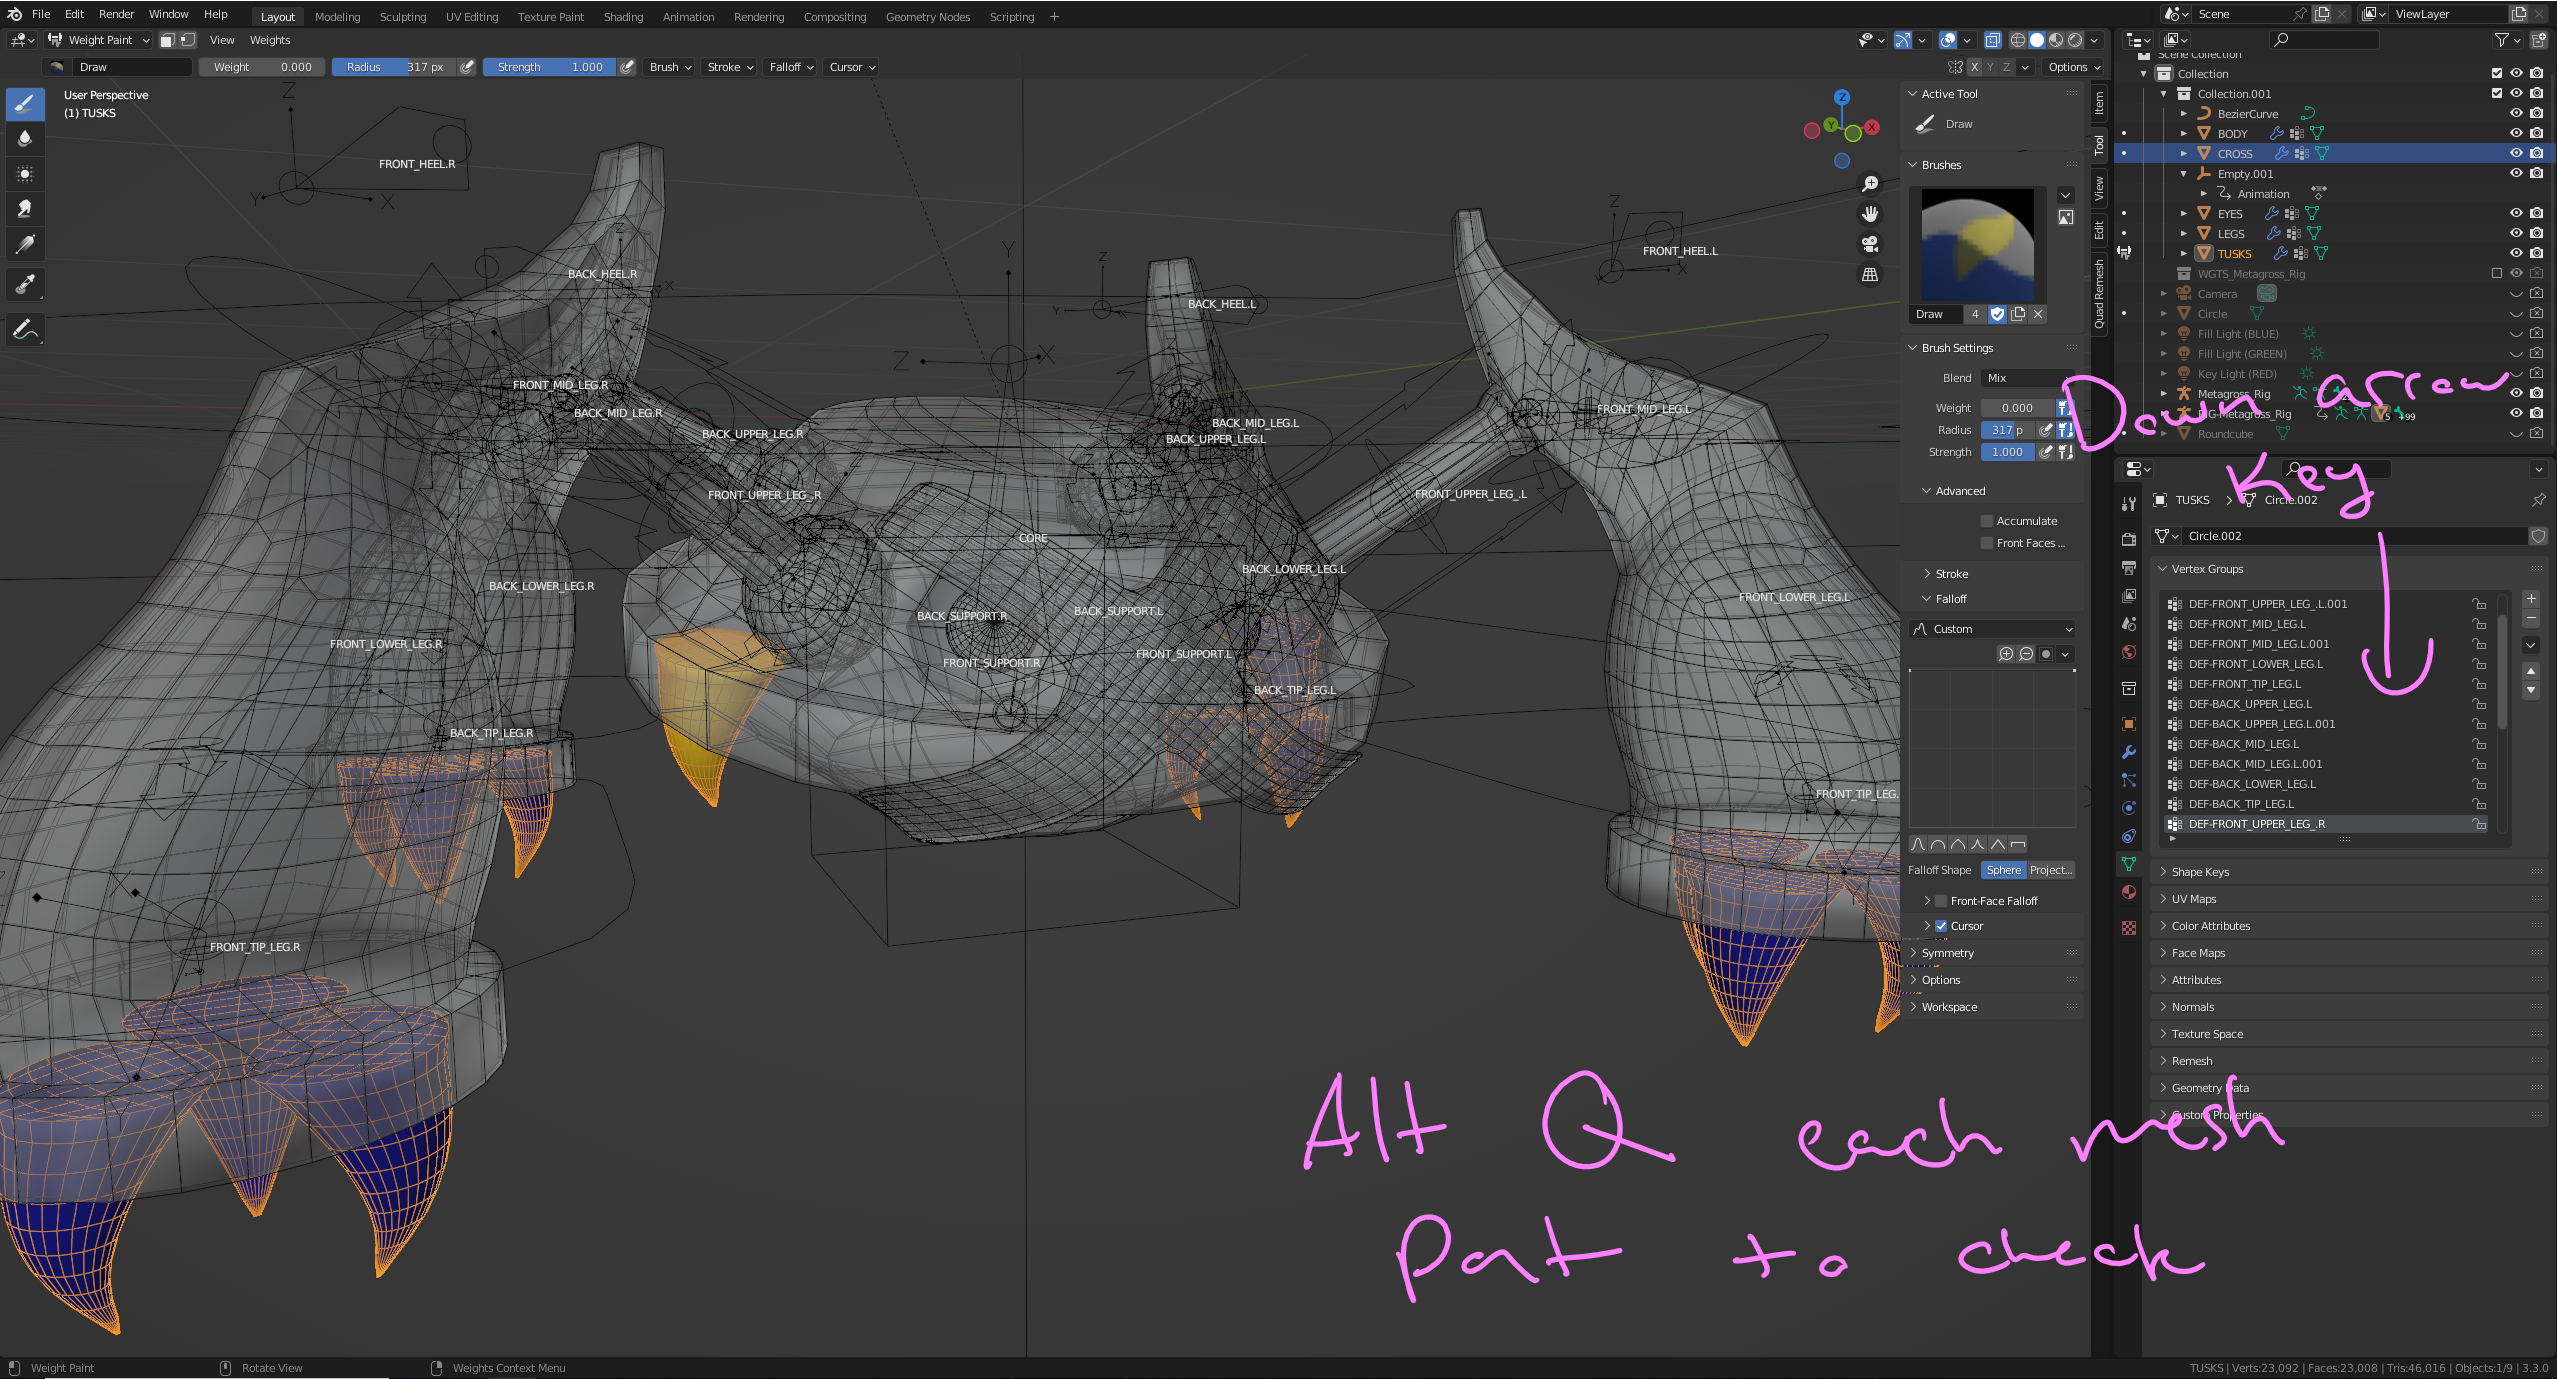 File Edit Render Window Help Layout Modeling Sculpting UV Editing Texture Paint Shading Animation Rendering Compositing Geometry Nodes Scripting + Scene ViewLayer
Weight Paint View Weights
Draw Weight 0.000 Radius 317 px Strength 1.000 Brush Stroke Falloff Cursor X Y Z Options
User Perspective
(1) TUSKS
FRONT_HEEL.R
BACK_HEEL.R
BACK_HEEL.L
FRONT_HEEL.L
FRONT_MID_LEG.R
BACK_MID_LEG.R
BACK_UPPER_LEG.R
FRONT_UPPER_LEG_.R
BACK_MID_LEG.L
BACK_UPPER_LEG.L
FRONT_MID_LEG.L
FRONT_UPPER_LEG_.L
CORE
BACK_LOWER_LEG.R
BACK_LOWER_LEG.L
FRONT_LOWER_LEG.L
BACK_SUPPORT.R
BACK_SUPPORT.L
FRONT_LOWER_LEG.R
FRONT_SUPPORT.R
FRONT_SUPPORT.L
BACK_TIP_LEG.L
BACK_TIP_LEG.R
FRONT_TIP_LEG.
FRONT_TIP_LEG.R
Active Tool
Draw
Brushes
Draw 4
Brush Settings
Blend Mix
Weight 0.000
Radius 317 p
Strength 1.000
Advanced
Accumulate
Front Faces ...
Stroke
Falloff
Custom
Falloff Shape Sphere Project...
Front-Face Falloff
Cursor
Symmetry
Options
Workspace
Item
Tool
View
Edit
Quad Remesh
Scene Collection
Collection
Collection.001
BezierCurve
BODY
CROSS
Empty.001
Animation
EYES
LEGS
TUSKS
WGTS_Metagross_Rig
Camera
Circle
Fill Light (BLUE)
Fill Light (GREEN)
Key Light (RED)
Metagross_Rig
RIG-Metagross_Rig 5 +99
Roundcube
Down arrow
Key
TUSKS > Circle.002
Circle.002
Vertex Groups
DEF-FRONT_UPPER_LEG_.L.001
DEF-FRONT_MID_LEG.L
DEF-FRONT_MID_LEG.L.001
DEF-FRONT_LOWER_LEG.L
DEF-FRONT_TIP_LEG.L
DEF-BACK_UPPER_LEG.L
DEF-BACK_UPPER_LEG.L.001
DEF-BACK_MID_LEG.L
DEF-BACK_MID_LEG.L.001
DEF-BACK_LOWER_LEG.L
DEF-BACK_TIP_LEG.L
DEF-FRONT_UPPER_LEG_.R
Shape Keys
UV Maps
Color Attributes
Face Maps
Attributes
Normals
Texture Space
Remesh
Geometry Data
Custom Properties
Alt Q each mesh
Part to check
Weight Paint Rotate View Weights Context Menu TUSKS | Verts:23,092 | Faces:23,008 | Tris:46,016 | Objects:1/9 | 3.3.0